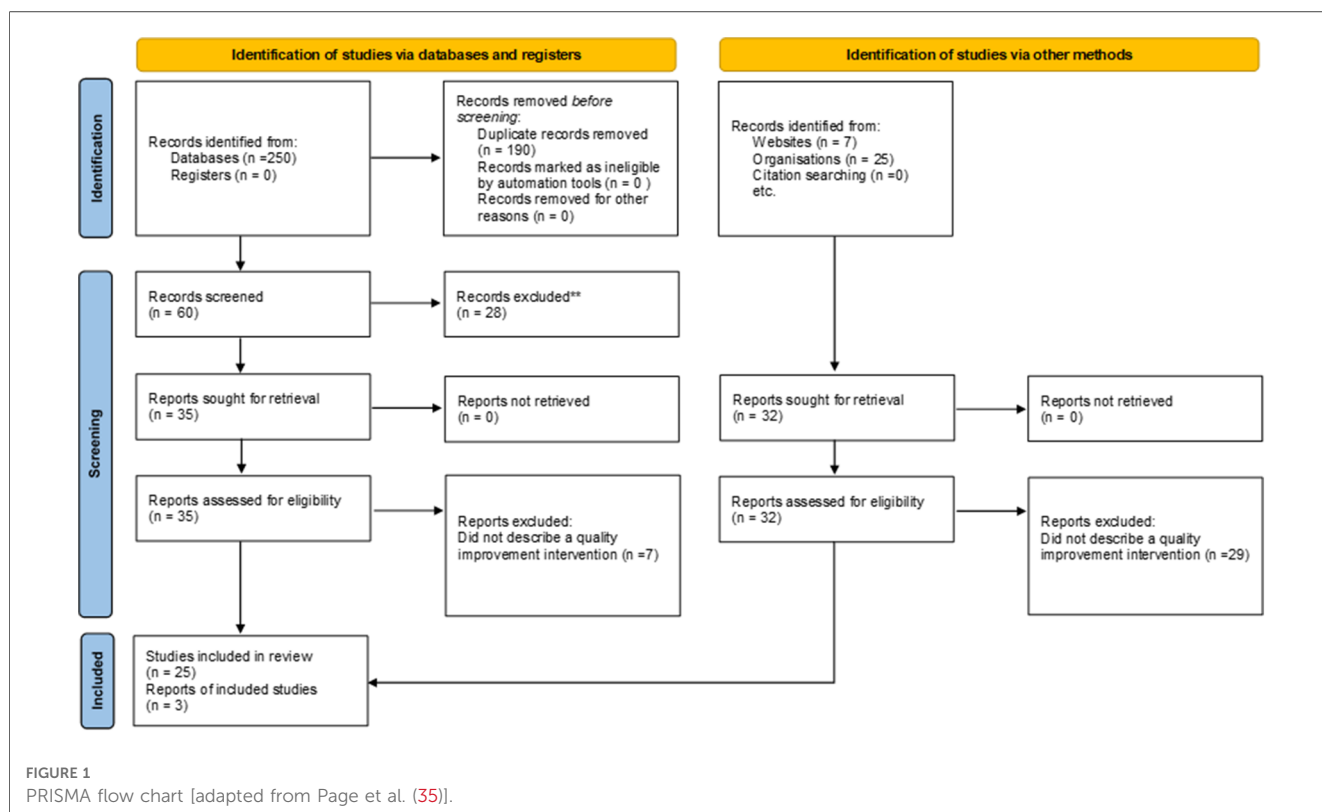 Identification of studies via databases and registers
Identification of studies via other methods
Identification
Records identified from:
Databases (n =250)
Registers (n = 0)
Records removed before
screening:
Duplicate records removed
(n = 190)
Records marked as ineligible
by automation tools (n = 0 )
Records removed for other
reasons (n = 0)
Records identified from:
Websites (n = 7)
Organisations (n = 25)
Citation searching (n =0)
etc.
Screening
Records screened
(n = 60)
Records excluded**
(n = 28)
Reports sought for retrieval
(n = 35)
Reports not retrieved
(n = 0)
Reports sought for retrieval
(n = 32)
Reports not retrieved
(n = 0)
Reports assessed for eligibility
(n = 35)
Reports excluded:
Did not describe a quality
improvement intervention (n =7)
Reports assessed for eligibility
(n = 32)
Reports excluded:
Did not describe a quality
improvement intervention (n =29)
Included
Studies included in review
(n = 25)
Reports of included studies
(n = 3)
FIGURE 1
PRISMA flow chart [adapted from Page et al. (35)].